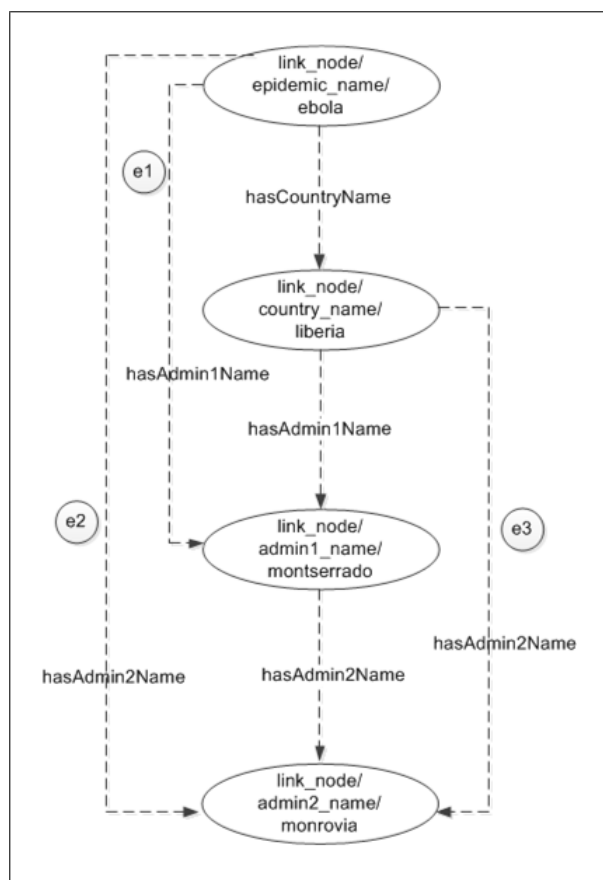 link_node/
epidemic_name/
ebola
e1
hasCountryName
link_node/
country_name/
liberia
hasAdmin1Name
hasAdmin1Name
e2
link_node/
admin1_name/
montserrado
e3
hasAdmin2Name
hasAdmin2Name
hasAdmin2Name
link_node/
admin2_name/
monrovia